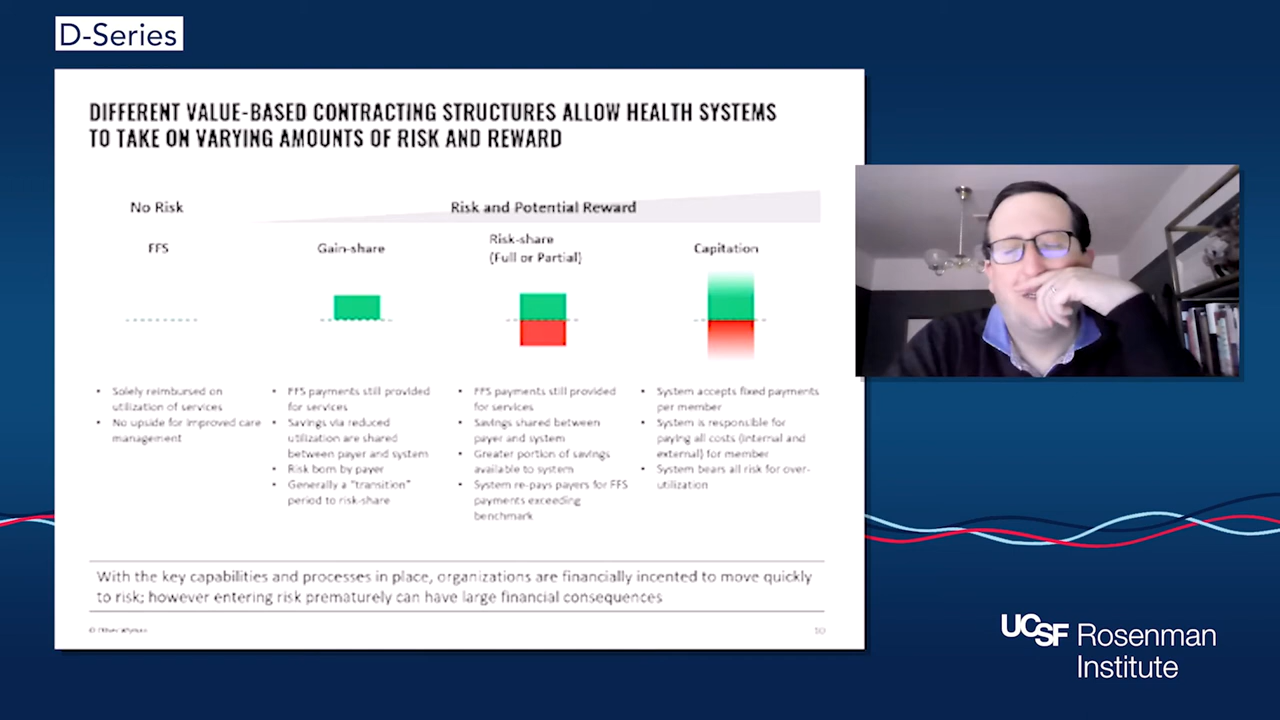 D-Series
DIFFERENT VALUE-BASED CONTRACTING STRUCTURES ALLOW HEALTH SYSTEMS
TO TAKE ON VARYING AMOUNTS OF RISK AND REWARD
No Risk
Risk and Potential Reward
FFS
Gain-share
Risk-share
(Full or Partial)
Capitation
• Solely reimbursed on
utilization of services
• No upside for improved care
management
• FFS payments still provided
for services
• Savings via reduced
utilization are shared
between payer and system
• Risk born by payer
• Generally a "transition"
period to risk-share
• FFS payments still provided
for services
• Savings shared between
payer and system
• Greater portion of savings
available to system
• System re-pays payers for FFS
payments exceeding
benchmark
• System accepts fixed payments
per member
• System is responsible for
paying all costs (internal and
external) for member
• System bears all risk for over-
utilization
With the key capabilities and processes in place, organizations are financially incented to move quickly
to risk; however entering risk prematurely can have large financial consequences
© Oliver Wyman
10
UCSF Rosenman
Institute